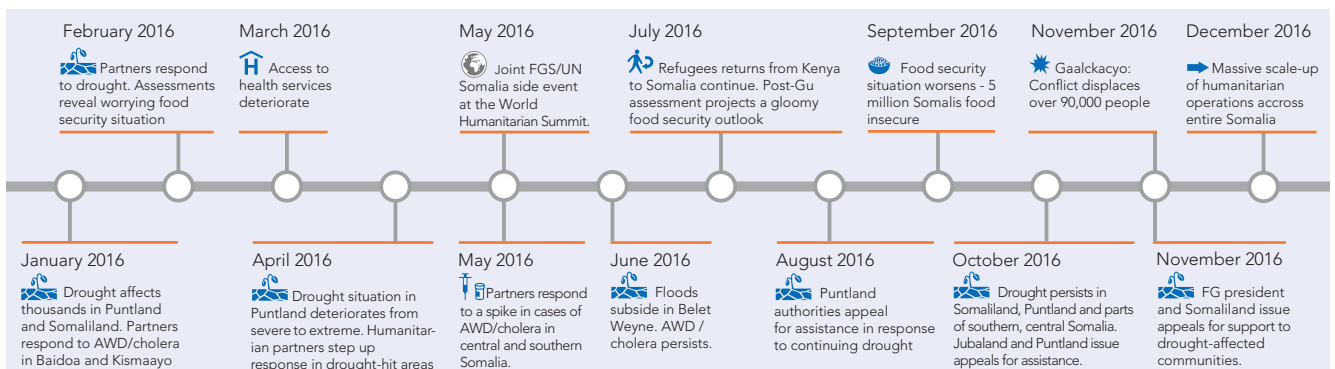 February 2016
Partners respond
to drought. Assessments
reveal worrying food
security situation
March 2016
H Access to
health services
deteriorate
May 2016
Joint FGS/UN
Somalia side event
at the World
Humanitarian Summit.
July 2016
Refugees returns from Kenya
to Somalia continue. Post-Gu
assessment projects a gloomy
food security outlook
September 2016
Food security
situation worsens - 5
million Somalis food
insecure
November 2016
Gaalckacyo:
Conflict displaces
over 90,000 people
December 2016
Massive scale-up
of humanitarian
operations accross
entire Somalia
January 2016
Drought affects
thousands in Puntland
and Somaliland. Partners
respond to AWD/cholera
in Baidoa and Kismaayo
April 2016
Drought situation in
Puntland deteriorates from
severe to extreme. Humanitar-
ian partners step up
response in drought-hit areas
May 2016
Partners respond
to a spike in cases of
AWD/cholera in
central and southern
Somalia.
June 2016
Floods
subside in Belet
Weyne. AWD /
cholera persists.
August 2016
Puntland
authorities appeal
for assistance in response
to continuing drought
October 2016
Drought persists in
Somaliland, Puntland and parts
of southern, central Somalia.
Jubaland and Puntland issue
appeals for assistance.
November 2016
FG president
and Somaliland issue
appeals for support to
drought-affected
communities.